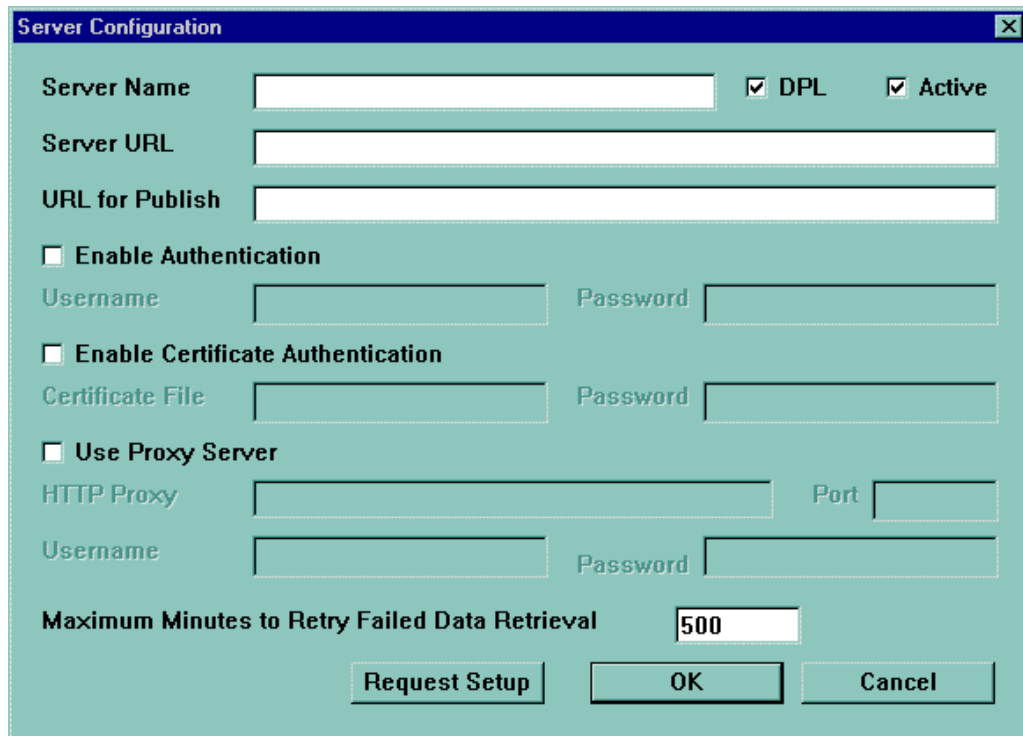 Server Configuration
Server Name DPL Active
Server URL
URL for Publish
Enable Authentication
Username Password
Enable Certificate Authentication
Certificate File Password
Use Proxy Server
HTTP Proxy Port
Username Password
Maximum Minutes to Retry Failed Data Retrieval 500
Request Setup OK Cancel